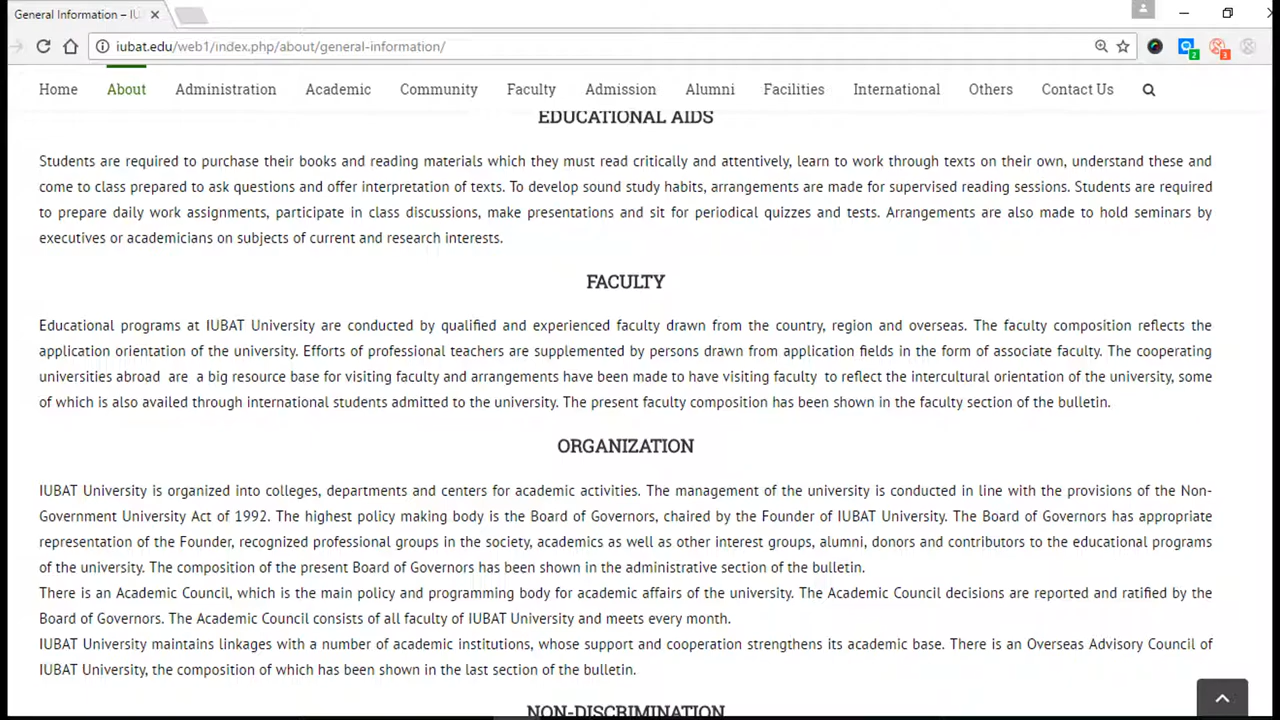 General Information – IU
iubat.edu/web1/index.php/about/general-information/
2
3
Home About Administration Academic Community Faculty Admission Alumni Facilities International Others Contact Us
EDUCATIONAL AIDS
Students are required to purchase their books and reading materials which they must read critically and attentively, learn to work through texts on their own, understand these and
come to class prepared to ask questions and offer interpretation of texts. To develop sound study habits, arrangements are made for supervised reading sessions. Students are required
to prepare daily work assignments, participate in class discussions, make presentations and sit for periodical quizzes and tests. Arrangements are also made to hold seminars by
executives or academicians on subjects of current and research interests.
FACULTY
Educational programs at IUBAT University are conducted by qualified and experienced faculty drawn from the country, region and overseas. The faculty composition reflects the
application orientation of the university. Efforts of professional teachers are supplemented by persons drawn from application fields in the form of associate faculty. The cooperating
universities abroad are a big resource base for visiting faculty and arrangements have been made to have visiting faculty to reflect the intercultural orientation of the university, some
of which is also availed through international students admitted to the university. The present faculty composition has been shown in the faculty section of the bulletin.
ORGANIZATION
IUBAT University is organized into colleges, departments and centers for academic activities. The management of the university is conducted in line with the provisions of the Non-
Government University Act of 1992. The highest policy making body is the Board of Governors, chaired by the Founder of IUBAT University. The Board of Governors has appropriate
representation of the Founder, recognized professional groups in the society, academics as well as other interest groups, alumni, donors and contributors to the educational programs
of the university. The composition of the present Board of Governors has been shown in the administrative section of the bulletin.
There is an Academic Council, which is the main policy and programming body for academic affairs of the university. The Academic Council decisions are reported and ratified by the
Board of Governors. The Academic Council consists of all faculty of IUBAT University and meets every month.
IUBAT University maintains linkages with a number of academic institutions, whose support and cooperation strengthens its academic base. There is an Overseas Advisory Council of
IUBAT University, the composition of which has been shown in the last section of the bulletin.
NON-DISCRIMINATION